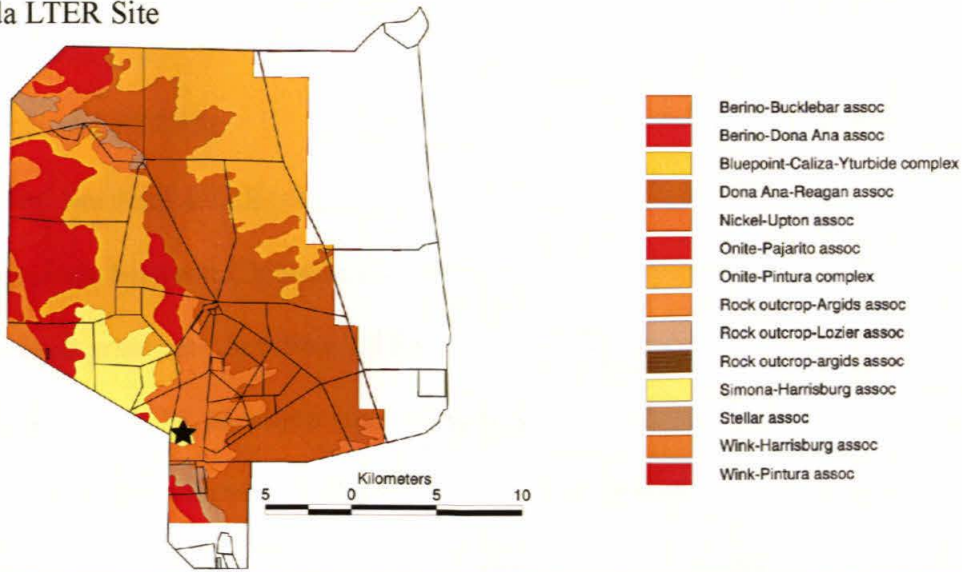 da LTER Site
Berino-Bucklebar assoc
Berino-Dona Ana assoc
Bluepoint-Caliza-Yturbide complex
Dona Ana-Reagan assoc
Nickel-Upton assoc
Onite-Pajarito assoc
Onite-Pintura complex
Rock outcrop-Argids assoc
Rock outcrop-Lozier assoc
Rock outcrop-argids assoc
Simona-Harrisburg assoc
Stellar assoc
Wink-Harrisburg assoc
Wink-Pintura assoc
Kilometers
5 0 5 10